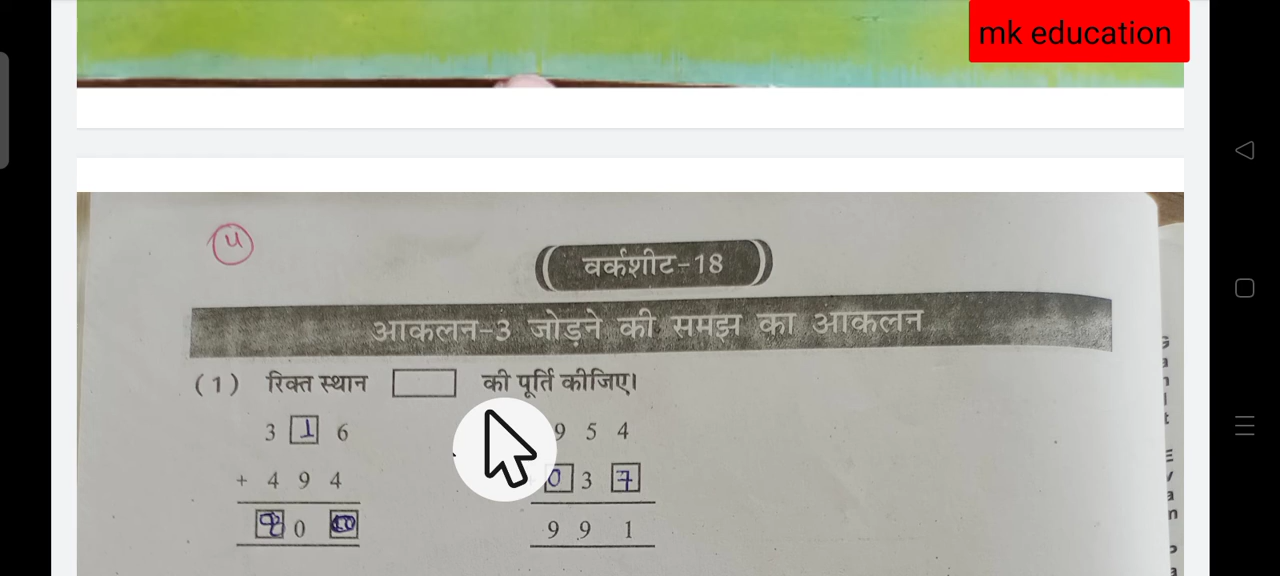 mk education
४
वर्कशीट-18
आकलन-3 जोड़ने की समझ का आकलन
(1) रिक्त स्थान की पूर्ति कीजिए।
3 1 6
9 5 4
+ 4 9 4
0 3 7
0
9 9 1